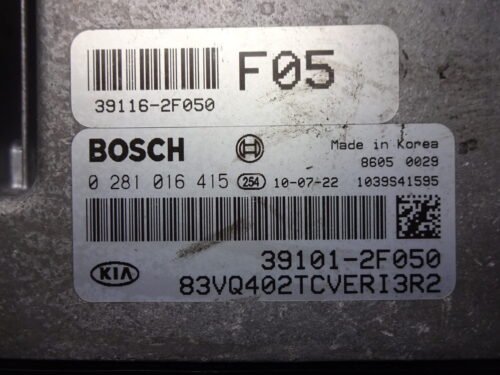 F05
39116-2F050
BOSCH
Made in Korea
8605 0029
0 281 016 415 254 10-07-22 1039S41595
39101-2F050
KIA
83VQ402TCVERI3R2